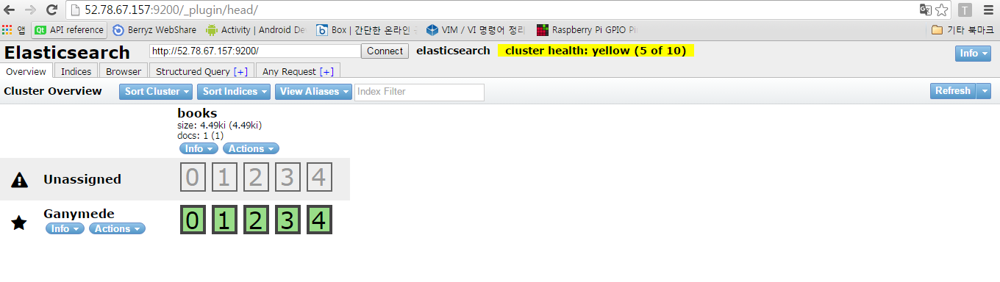 52.78.67.157:9200/_plugin/head/
앱 API reference Berryz WebShare Activity | Android De Box | 간단한 온라인 VIM / VI 명령어 정리 Raspberry Pi GPIO Pi 기타 북마크
Elasticsearch http://52.78.67.157:9200/ Connect elasticsearch cluster health: yellow (5 of 10) Info
Overview Indices Browser Structured Query [+] Any Request [+]
Cluster Overview Sort Cluster Sort Indices View Aliases Index Filter Refresh
books
size: 4.49ki (4.49ki)
docs: 1 (1)
Info Actions
Unassigned 0 1 2 3 4
Ganymede 0 1 2 3 4
Info Actions